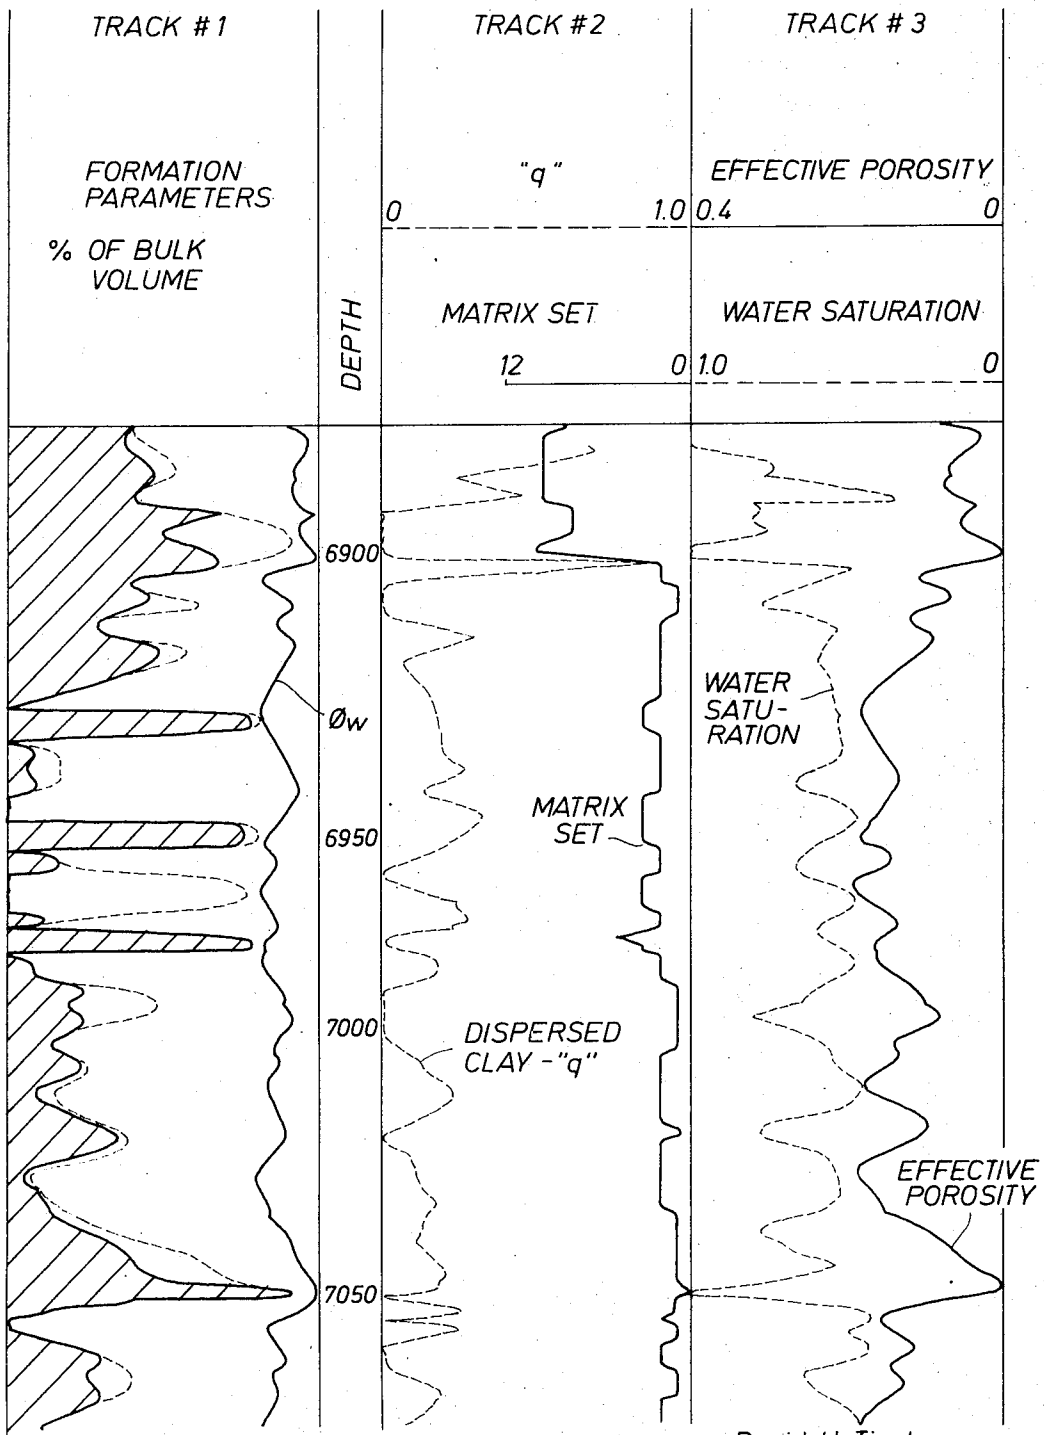 TRACK #1
TRACK #2
TRACK #3
FORMATION
PARAMETERS
% OF BULK
VOLUME
DEPTH
"q"
0 1.0
MATRIX SET
12 0
EFFECTIVE POROSITY
0.4 0
WATER SATURATION
1.0 0
6900
Øw
WATER
SATU-
RATION
MATRIX
SET
6950
7000
DISPERSED
CLAY - "q"
EFFECTIVE
POROSITY
7050